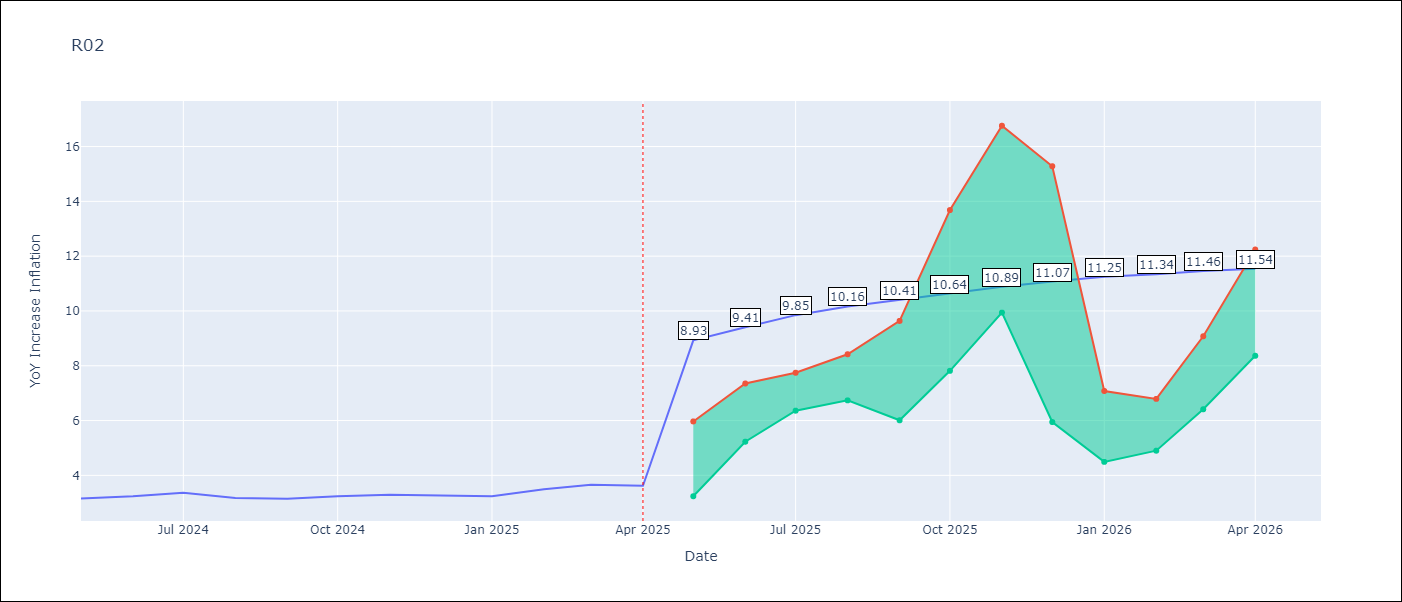 R02
YoY Increase Inflation
16
14
12
10
8
6
4
8.93
9.41
9.85
10.16
10.41
10.64
10.89
11.07
11.25
11.34
11.46
11.54
Jul 2024
Oct 2024
Jan 2025
Apr 2025
Jul 2025
Oct 2025
Jan 2026
Apr 2026
Date